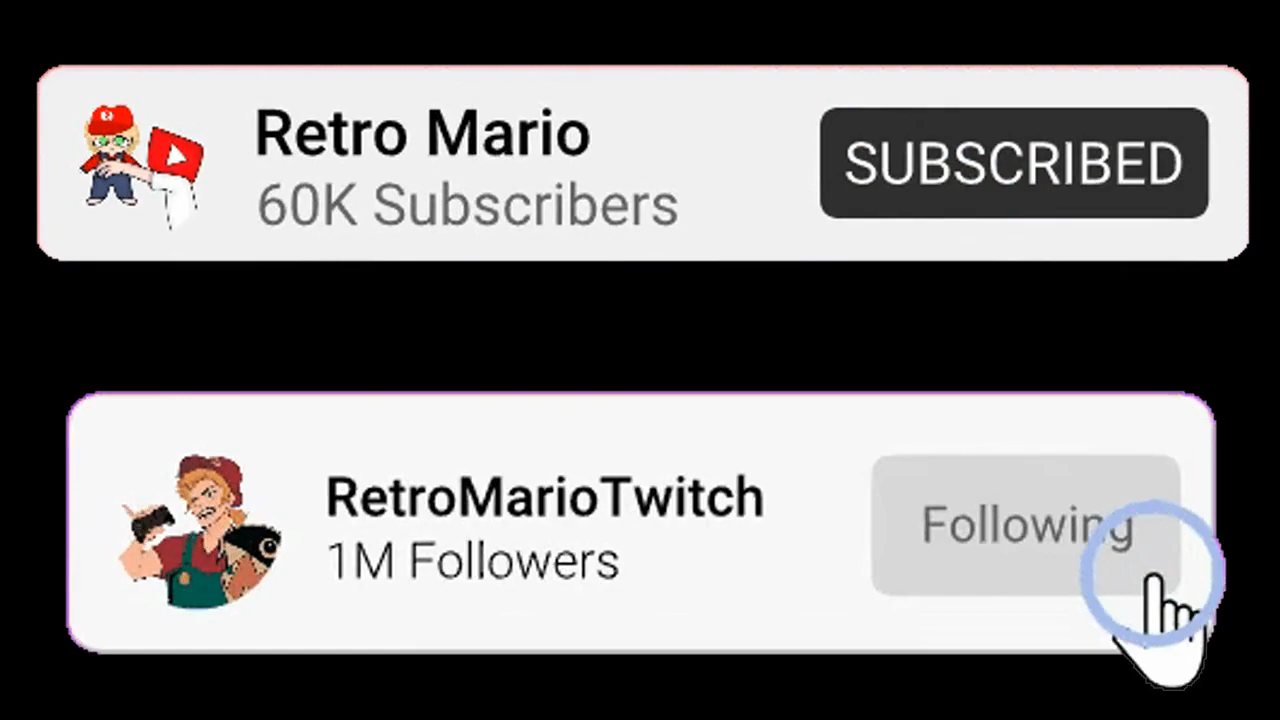 Retro Mario
60K Subscribers
SUBSCRIBED
RetroMarioTwitch
1M Followers
Following